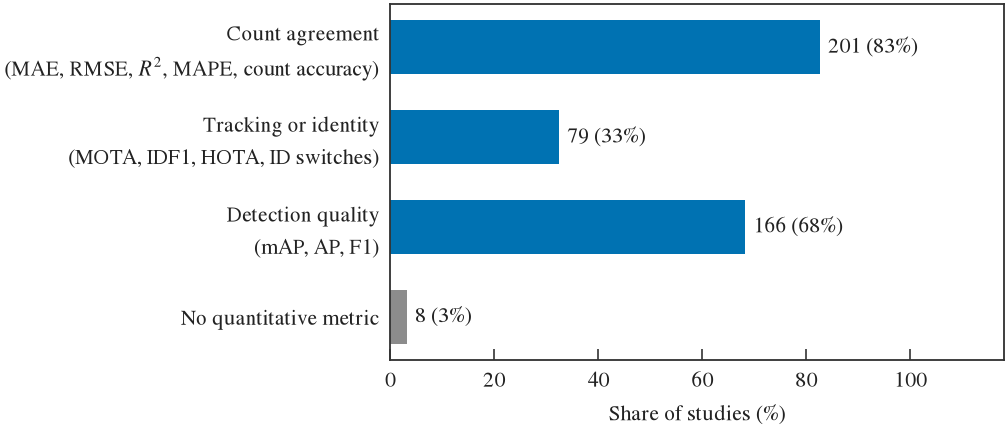 Count agreement
(MAE, RMSE, R², MAPE, count accuracy)
201 (83%)
Tracking or identity
(MOTA, IDF1, HOTA, ID switches)
79 (33%)
Detection quality
(mAP, AP, F1)
166 (68%)
No quantitative metric
8 (3%)
0 20 40 60 80 100
Share of studies (%)